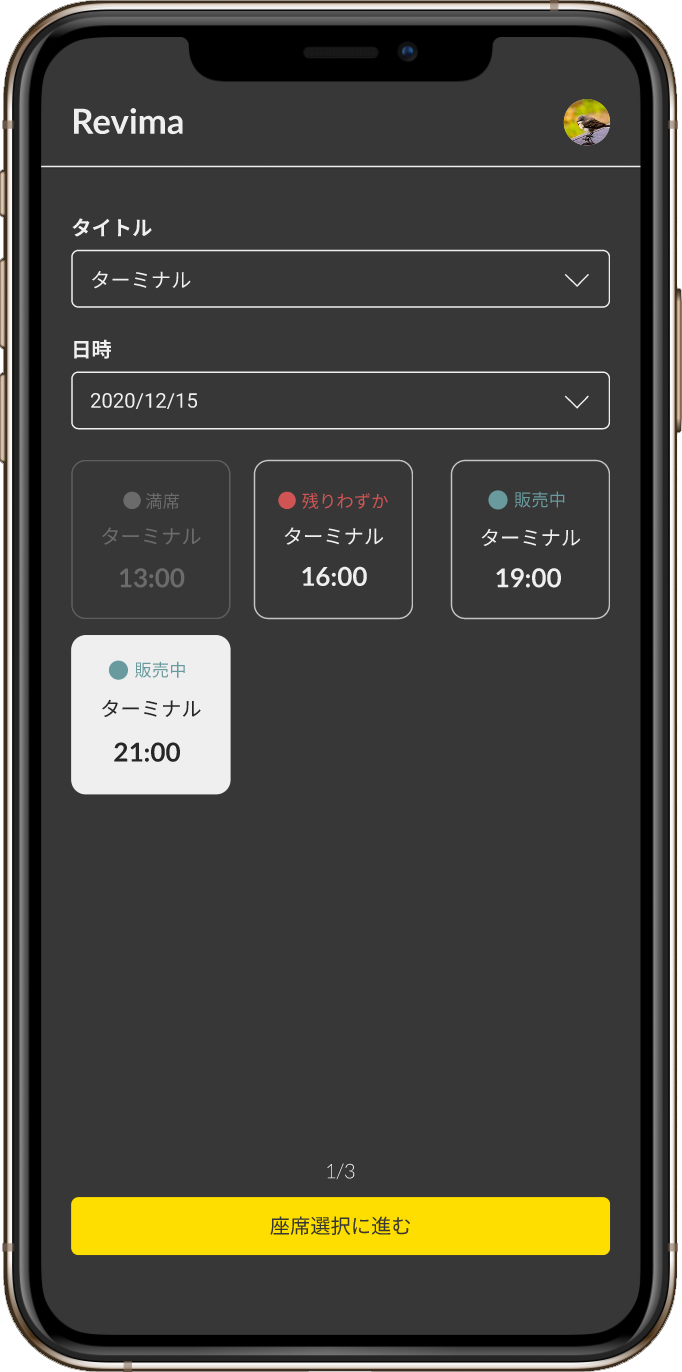 Revima
タイトル
ターミナル
日時
2020/12/15
満席
ターミナル
13:00
残りわずか
ターミナル
16:00
販売中
ターミナル
19:00
販売中
ターミナル
21:00
1/3
座席選択に進む